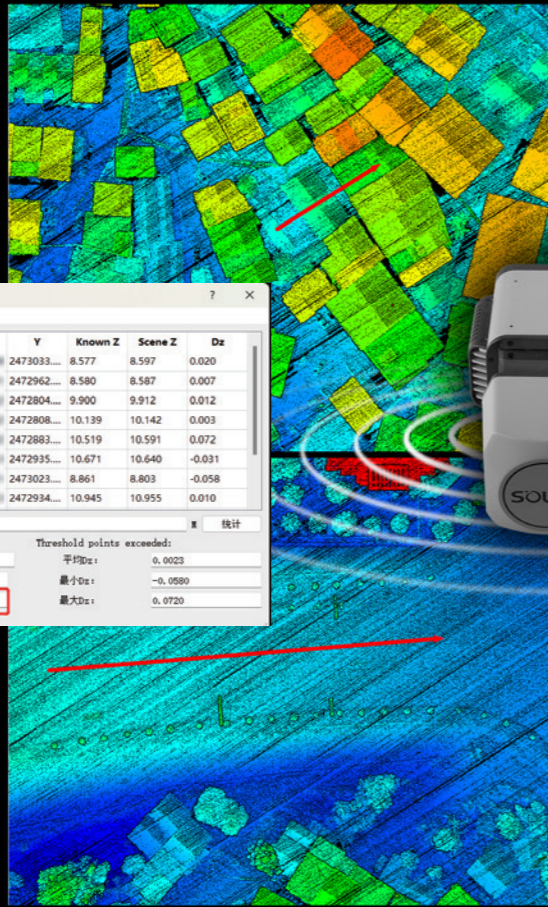 ? ×
Y Known Z Scene Z Dz
2473033.... 8.577 8.597 0.020
2472962.... 8.580 8.587 0.007
2472804.... 9.900 9.912 0.012
2472808.... 10.139 10.142 0.003
2472883.... 10.519 10.591 0.072
2472935.... 10.671 10.640 -0.031
2473023.... 8.861 8.803 -0.058
2472934.... 10.945 10.955 0.010
统计
Threshold points exceeded:
平均Dz: 0.0023
最小Dz: -0.0580
最大Dz: 0.0720
SOU